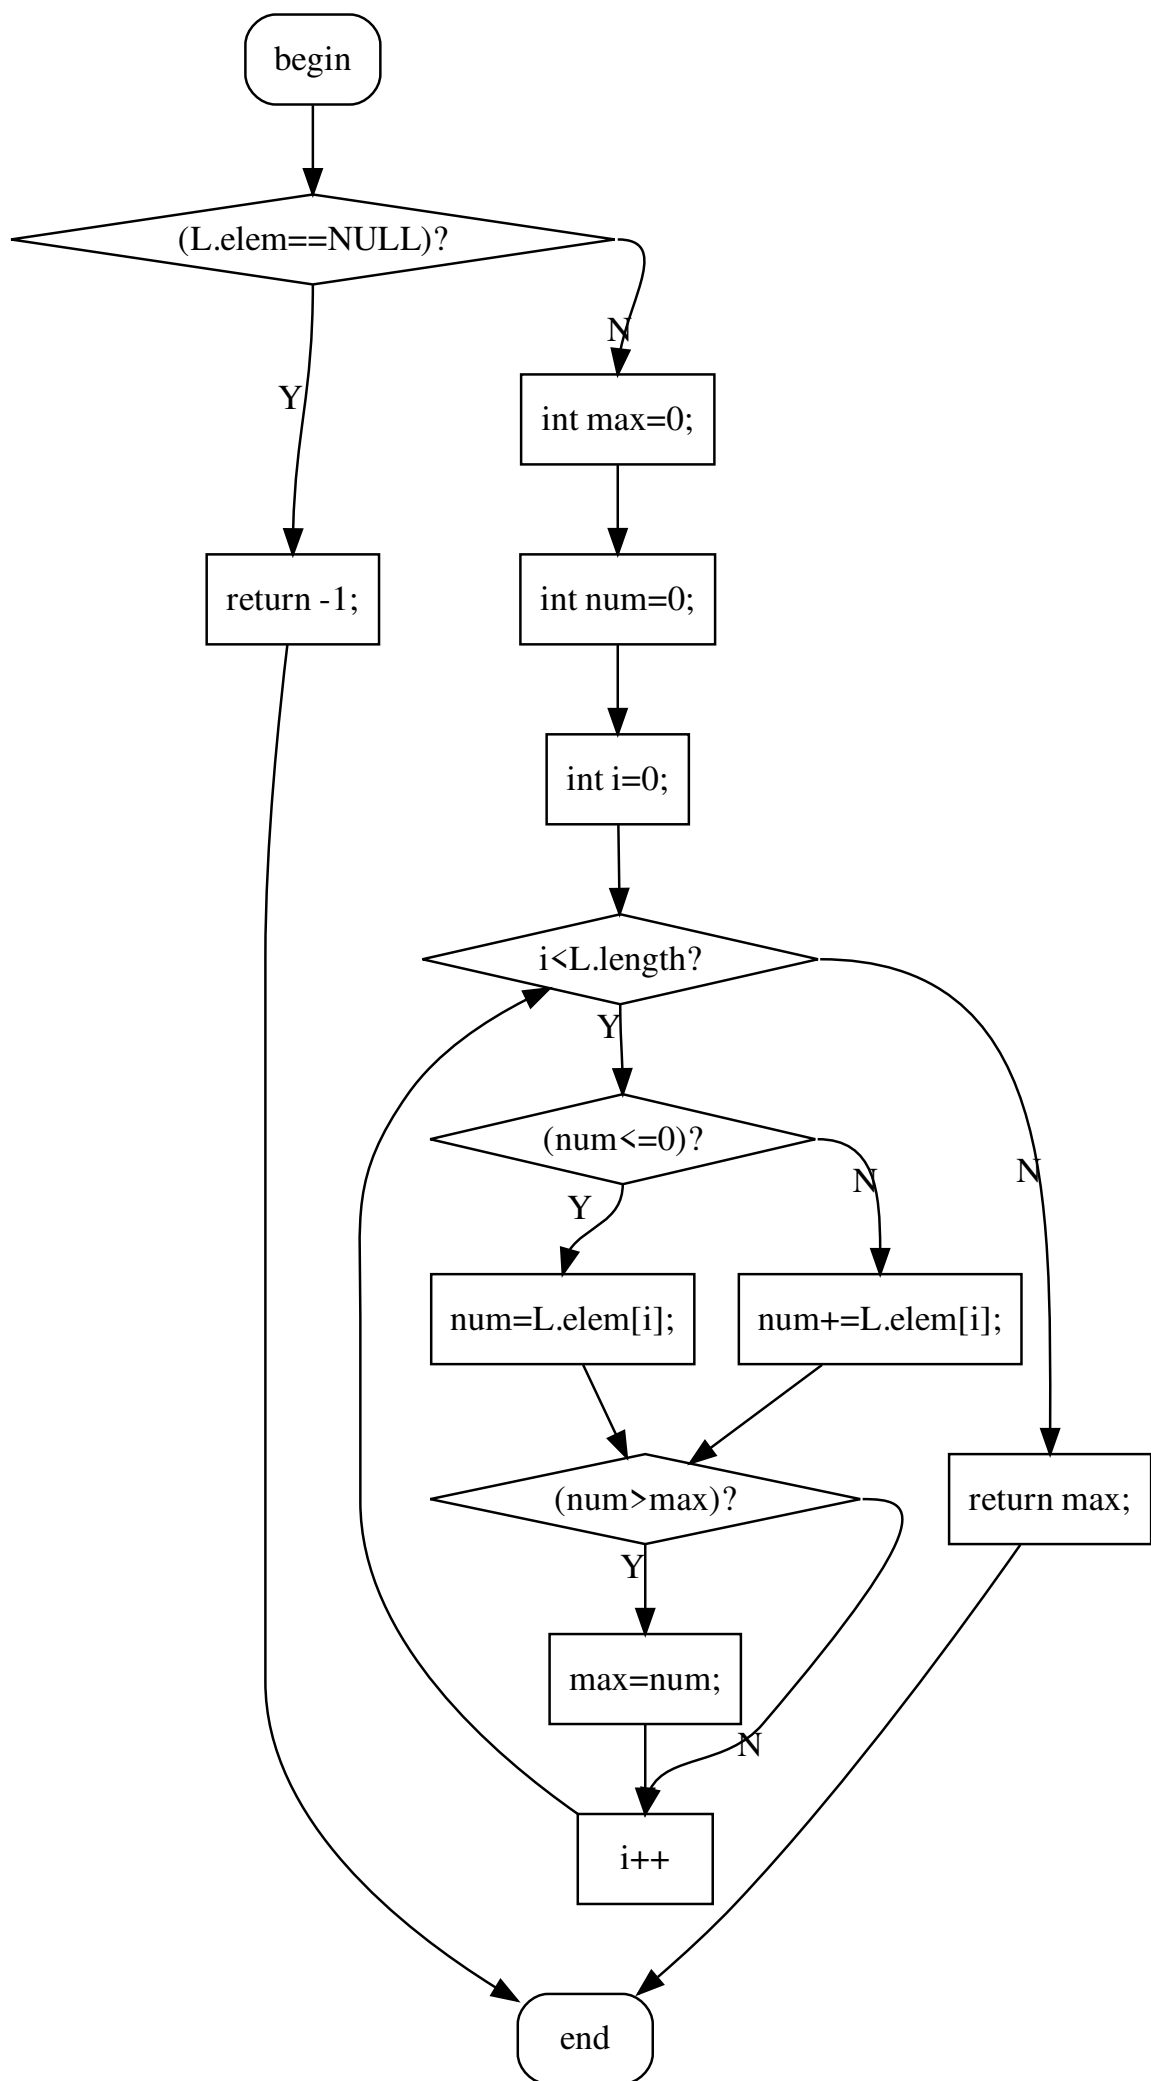 begin
(L.elem==NULL)?
N
int max=0;
Y
return -1;
int num=0;
int i=0;
i<L.length?
Y
(num<=0)?
N
N
Y
num=L.elem[i];
num+=L.elem[i];
(num>max)?
return max;
Y
max=num;
N
i++
end